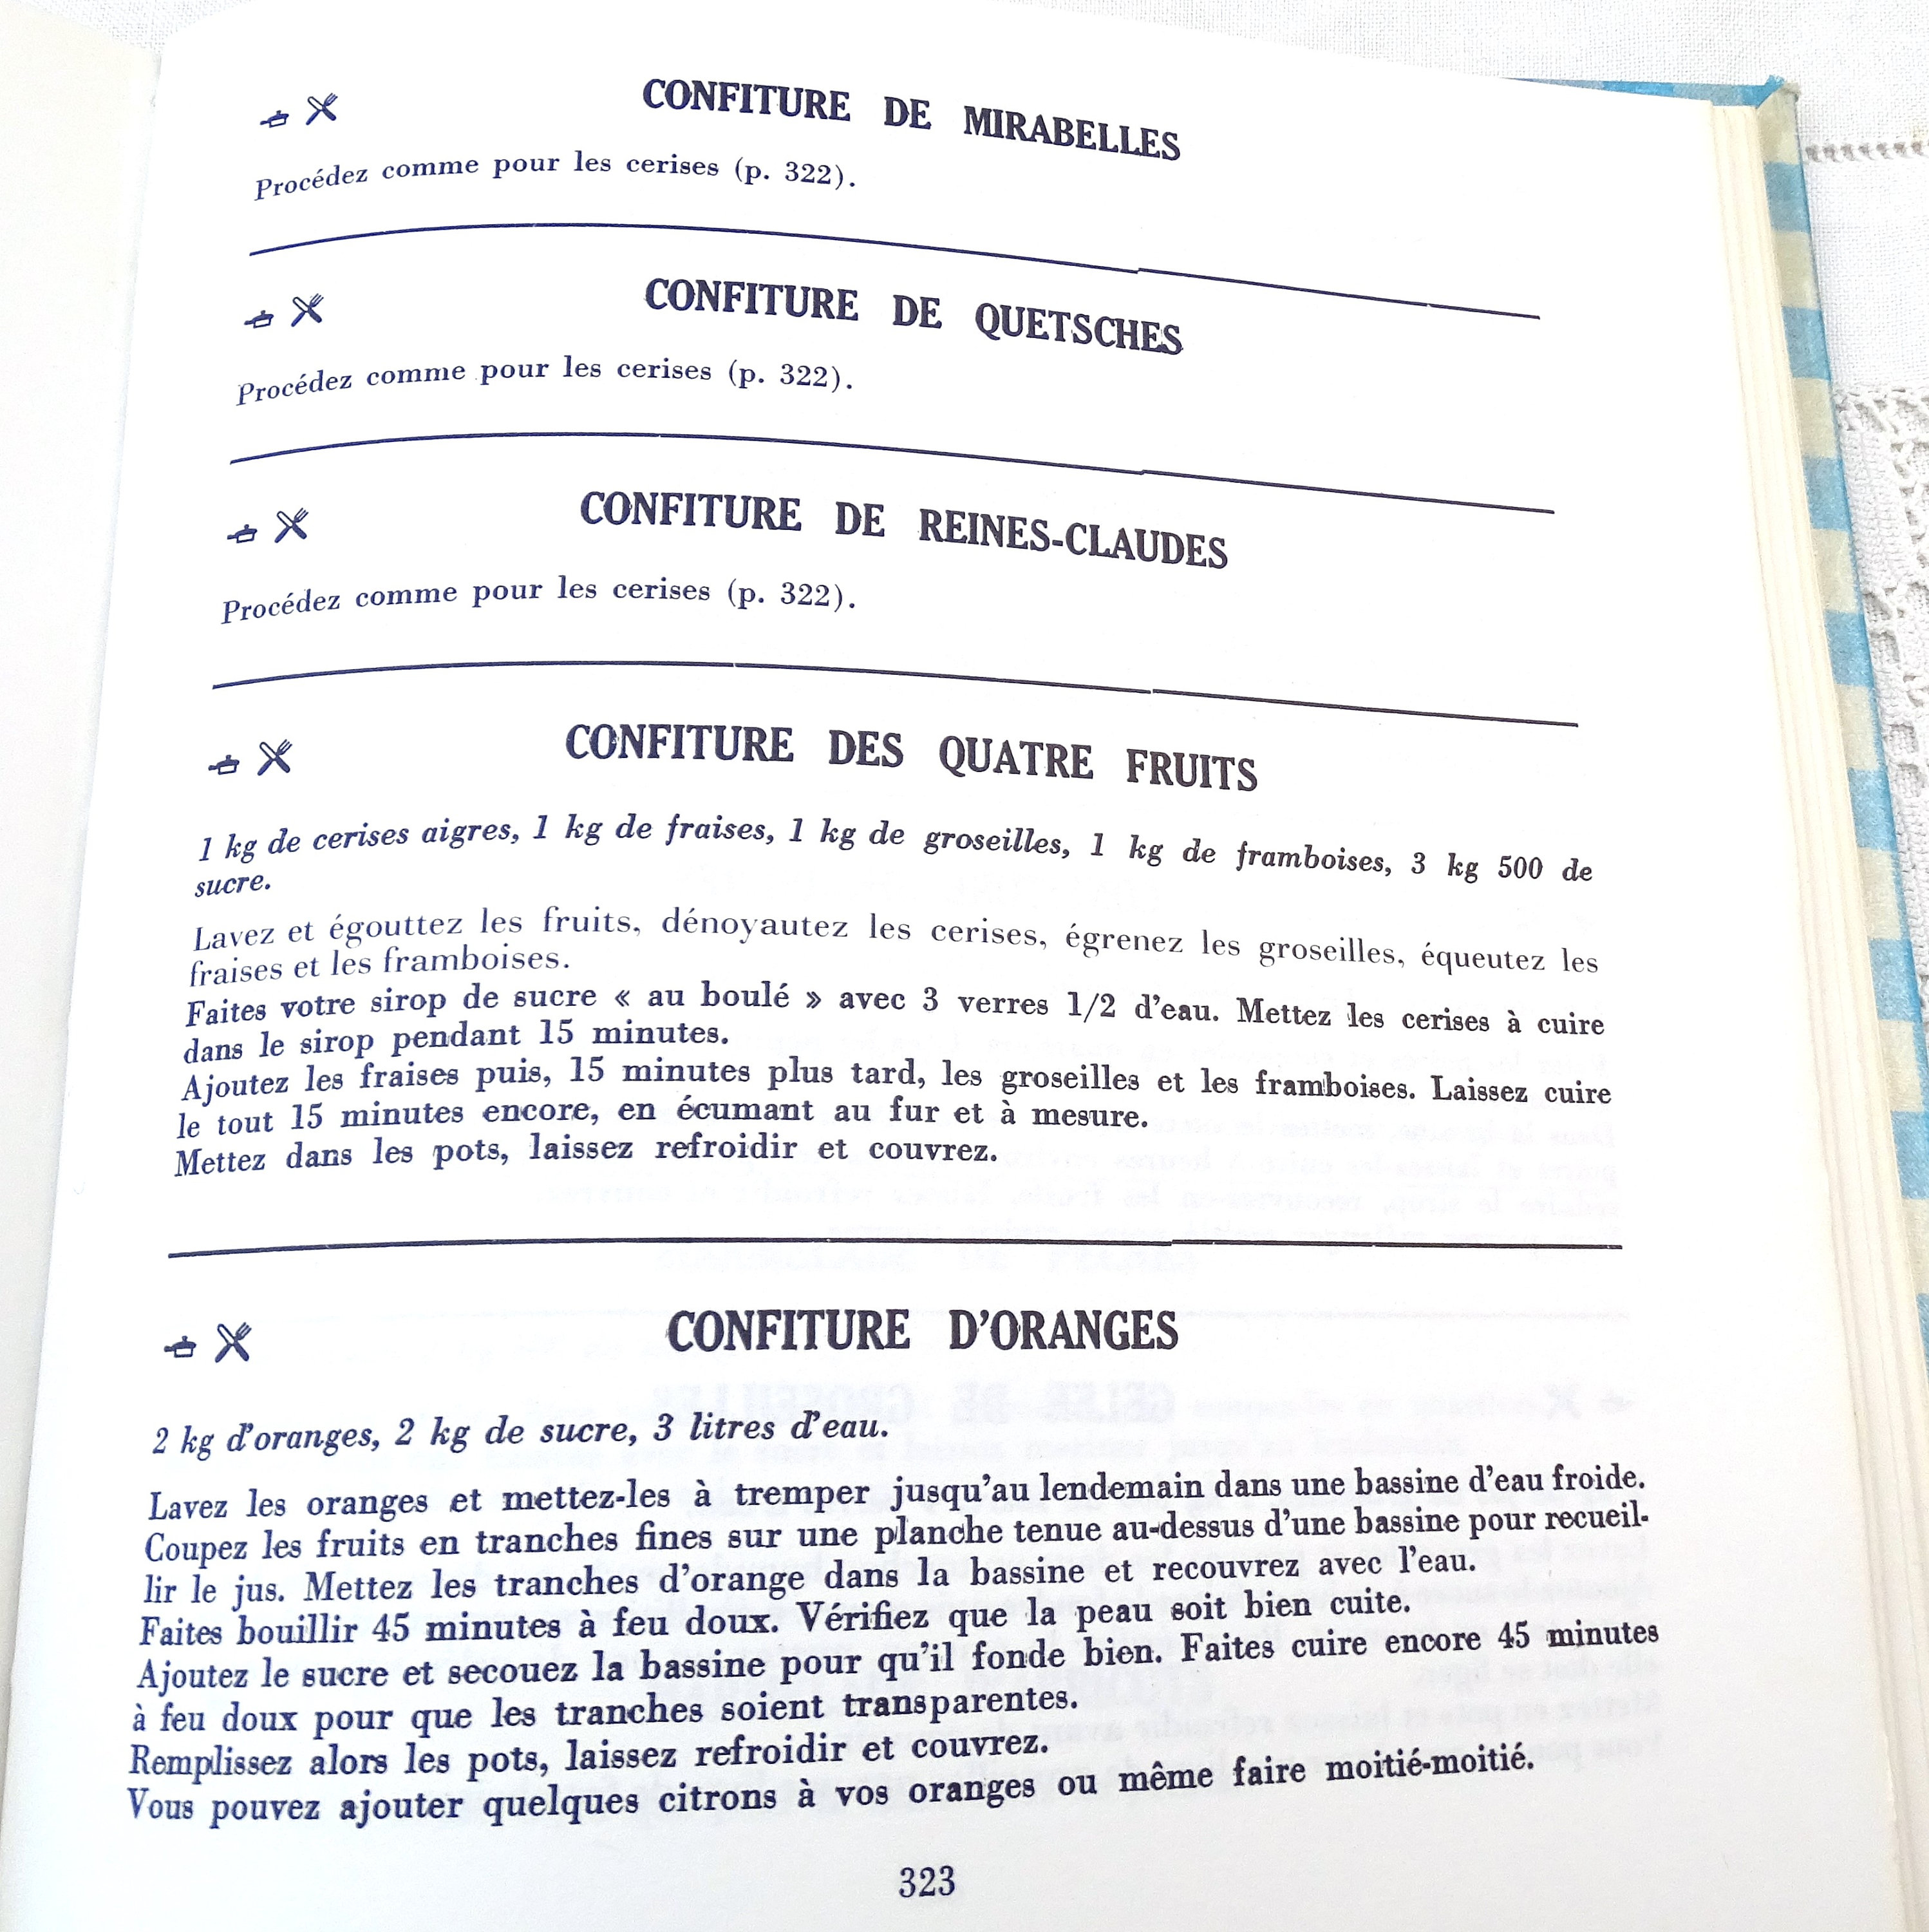 CONFITURE DE MIRABELLES
Procédez comme pour les cerises (p. 322).
CONFITURE DE QUETSCHES
Procédez comme pour les cerises (p. 322).
CONFITURE DE REINES-CLAUDES
Procédez comme pour les cerises (p. 322).
CONFITURE DES QUATRE FRUITS
1 kg de cerises aigres, 1 kg de fraises, 1 kg de groseilles, 1 kg de framboises, 3 kg 500 de
sucre.
Lavez et égouttez les fruits, dénoyautez les cerises, égrenez les groseilles, équeutez les
fraises et les framboises.
Faites votre sirop de sucre « au boulé » avec 3 verres 1/2 d'eau. Mettez les cerises à cuire
dans le sirop pendant 15 minutes.
Ajoutez les fraises puis, 15 minutes plus tard, les groseilles et les framboises. Laissez cuire
le tout 15 minutes encore, en écumant au fur et à mesure.
Mettez dans les pots, laissez refroidir et couvrez.
CONFITURE D'ORANGES
2 kg d'oranges, 2 kg de sucre, 3 litres d'eau.
Lavez les oranges et mettez-les à tremper jusqu'au lendemain dans une bassine d'eau froide.
Coupez les fruits en tranches fines sur une planche tenue au-dessus d'une bassine pour recueil-
lir le jus. Mettez les tranches d'orange dans la bassine et recouvrez avec l'eau.
Faites bouillir 45 minutes à feu doux. Vérifiez que la peau soit bien cuite.
Ajoutez le sucre et secouez la bassine pour qu'il fonde bien. Faites cuire encore 45 minutes
à feu doux pour que les tranches soient transparentes.
Remplissez alors les pots, laissez refroidir et couvrez.
Vous pouvez ajouter quelques citrons à vos oranges ou même faire moitié-moitié.
323